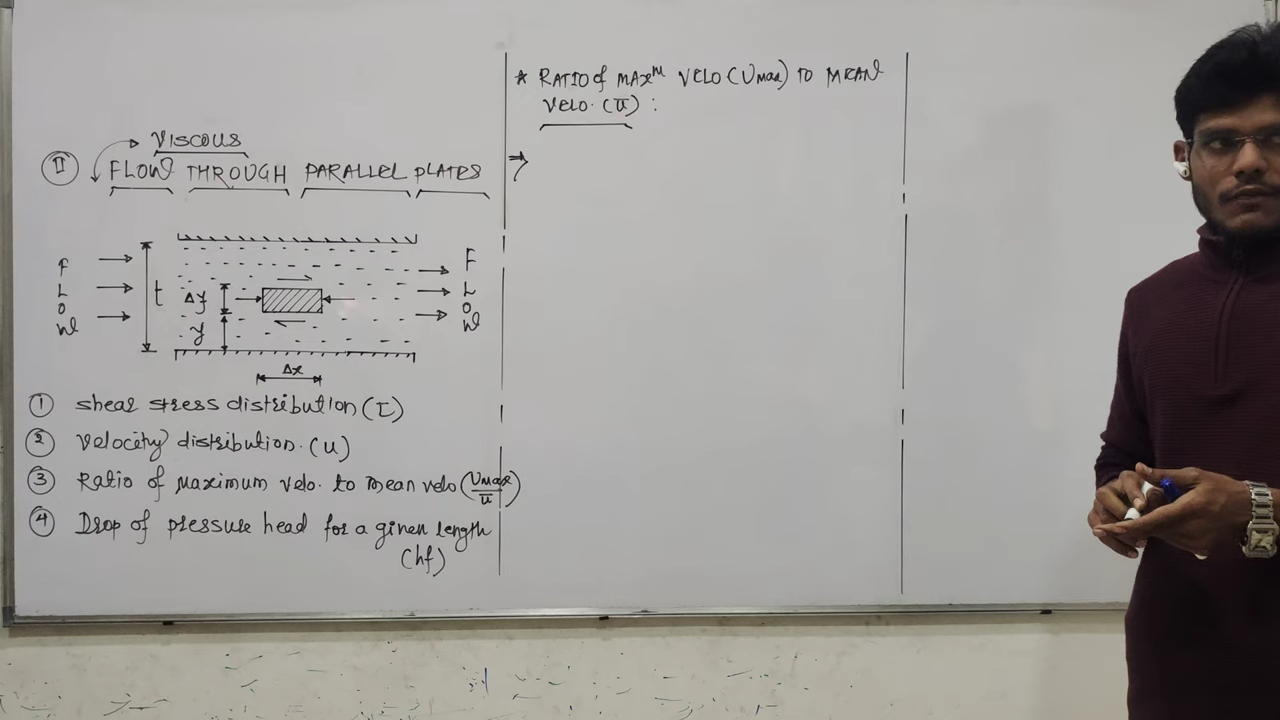 VISCOUS
II FLOW THROUGH PARALLEL PLATES
FLOW
t
Δy
y
Δx
FLOW
1 Shear stress distribution (τ)
2 Velocity distribution. (u)
3 Ratio of maximum velo. to mean velo (Umax/u̅)
4 Drop of pressure head for a given length
(hf)
* RATIO of MAXᵐ VELO (Umax) TO MEAN
VELO. (u̅) :
⇒